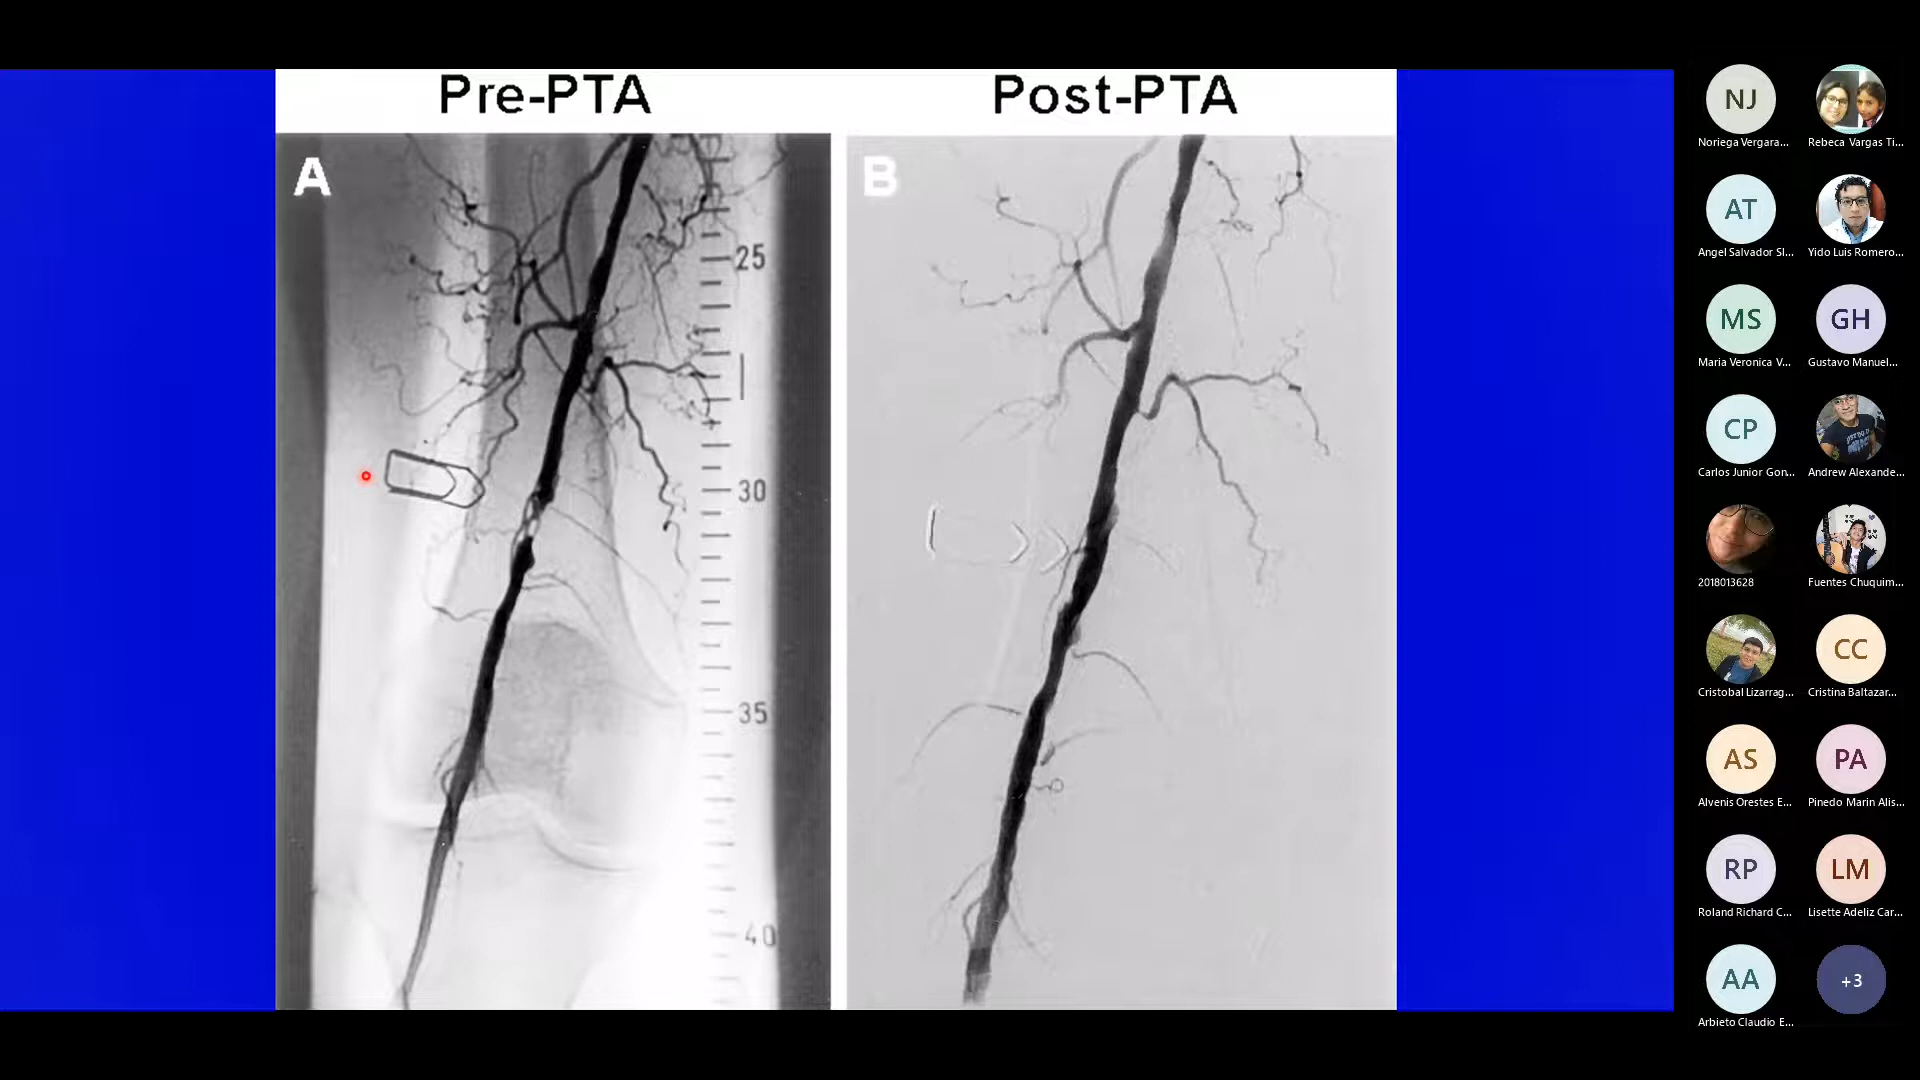 Pre-PTA
Post-PTA
A
B
25
30
35
40
NJ
Noriega Vergara...
Rebeca Vargas Ti...
AT
Angel Salvador Sl...
Yido Luis Romero...
MS
Maria Veronica V...
GH
Gustavo Manuel...
CP
Carlos Junior Gon...
Andrew Alexande...
2018013628
Fuentes Chuquim...
Cristobal Lizarrag...
CC
Cristina Baltazar...
AS
Alvenis Orestes E...
PA
Pinedo Marin Alis...
RP
Roland Richard C...
LM
Lisette Adeliz Car...
AA
Arbieto Claudio E...
+3